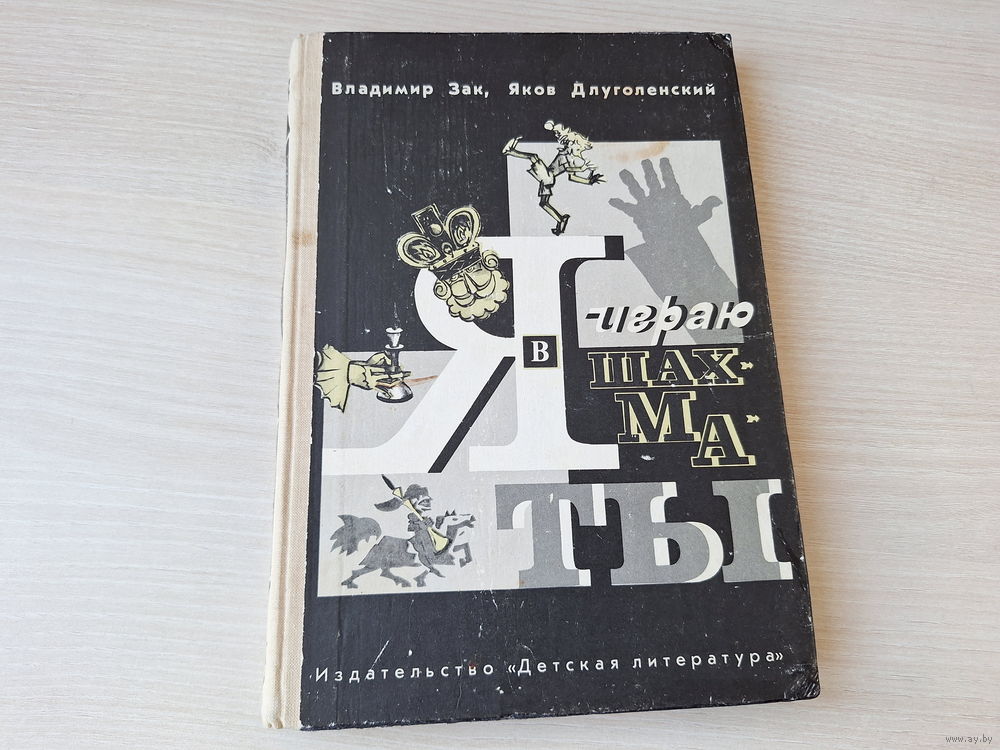 Владимир Зак, Яков Длуголенский
Я
-играю
в
ШАХ-
МА-
ТЫ
Издательство «Детская литература»
www.ay.by